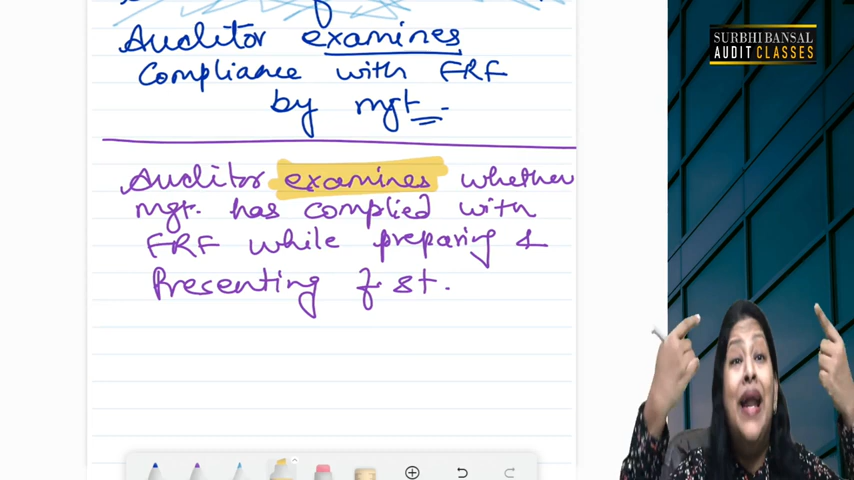 Auditor examines
Compliance with FRF
by mgt.
Auditor examines whether
mgt. has complied with
FRF while preparing &
Presenting f st.
SURBHI BANSAL
AUDIT CLASSES